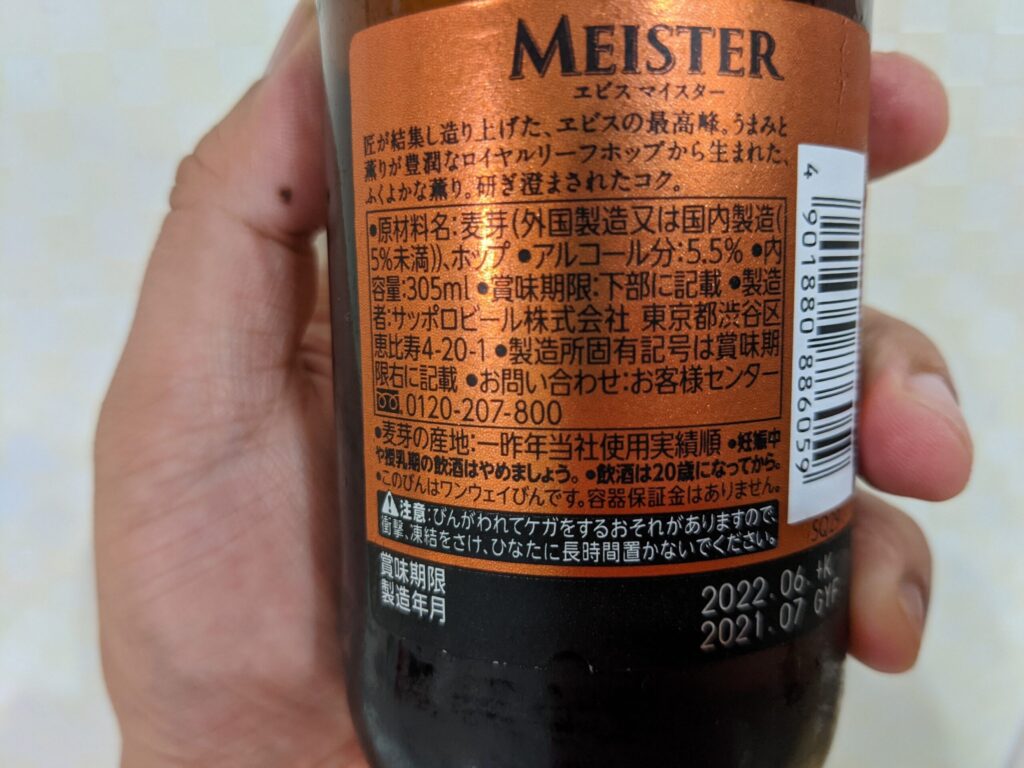 MEISTER
ヱビス マイスター
匠が結集し造り上げた、ヱビスの最高峰。うまみと
薫りが豊潤なロイヤルリーフホップから生まれた、
ふくよかな薫り。研ぎ澄まされたコク。
●原材料名:麦芽(外国製造又は国内製造(
5%未満))、ホップ ●アルコール分:5.5% ●内
容量:305ml ●賞味期限:下部に記載 ●製造
者:サッポロビール株式会社 東京都渋谷区
恵比寿4-20-1 ●製造所固有記号は賞味期
限右に記載 ●お問い合わせ:お客様センター
0120-207-800
●麦芽の産地:一昨年当社使用実績順 ●妊娠中
や授乳期の飲酒はやめましょう。●飲酒は20歳になってから。
●このびんはワンウェイびんです。容器保証金はありません。
注意:びんがわれてケガをするおそれがありますので、
衝撃、凍結をさけ、ひなたに長時間置かないでください。
賞味期限 2022.06.+K
製造年月 2021.07
4 901880 886059